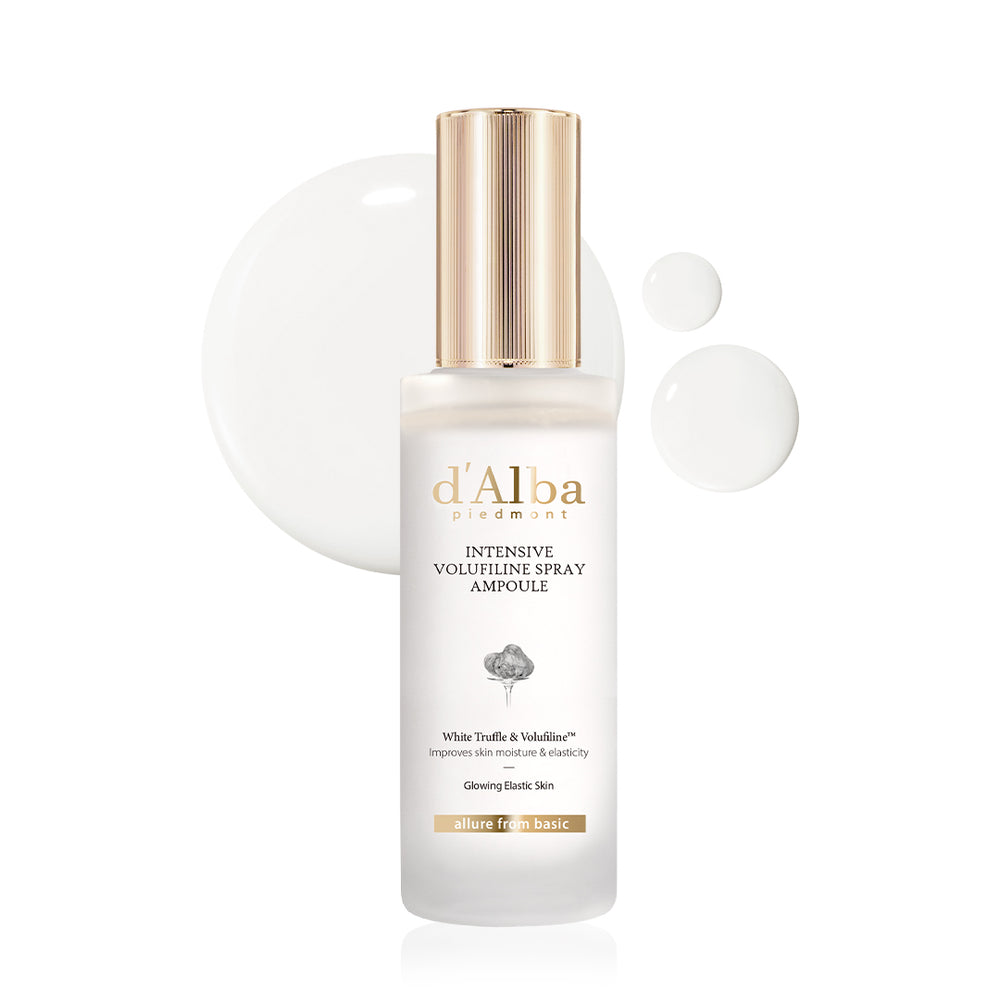 d'Alba
piedmont
INTENSIVE
VOLUFILINE SPRAY
AMPOULE
White Truffle & Volufiline™
Improves skin moisture & elasticity
Glowing Elastic Skin
allure from basic